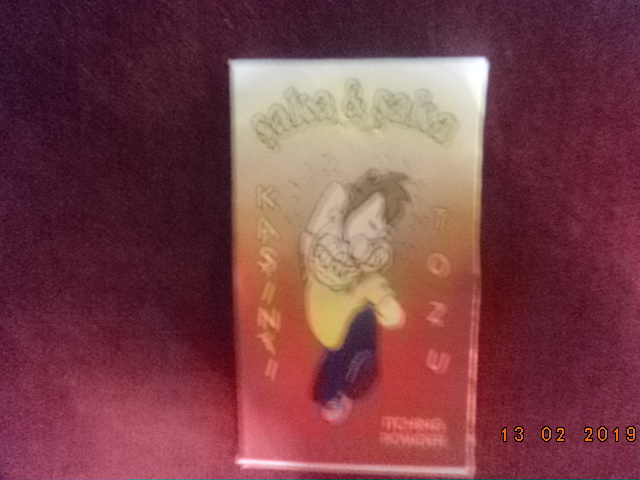 şaka & şaka
KAŞINTI
TOZU
ITCHING
POWDER
13 02 2019